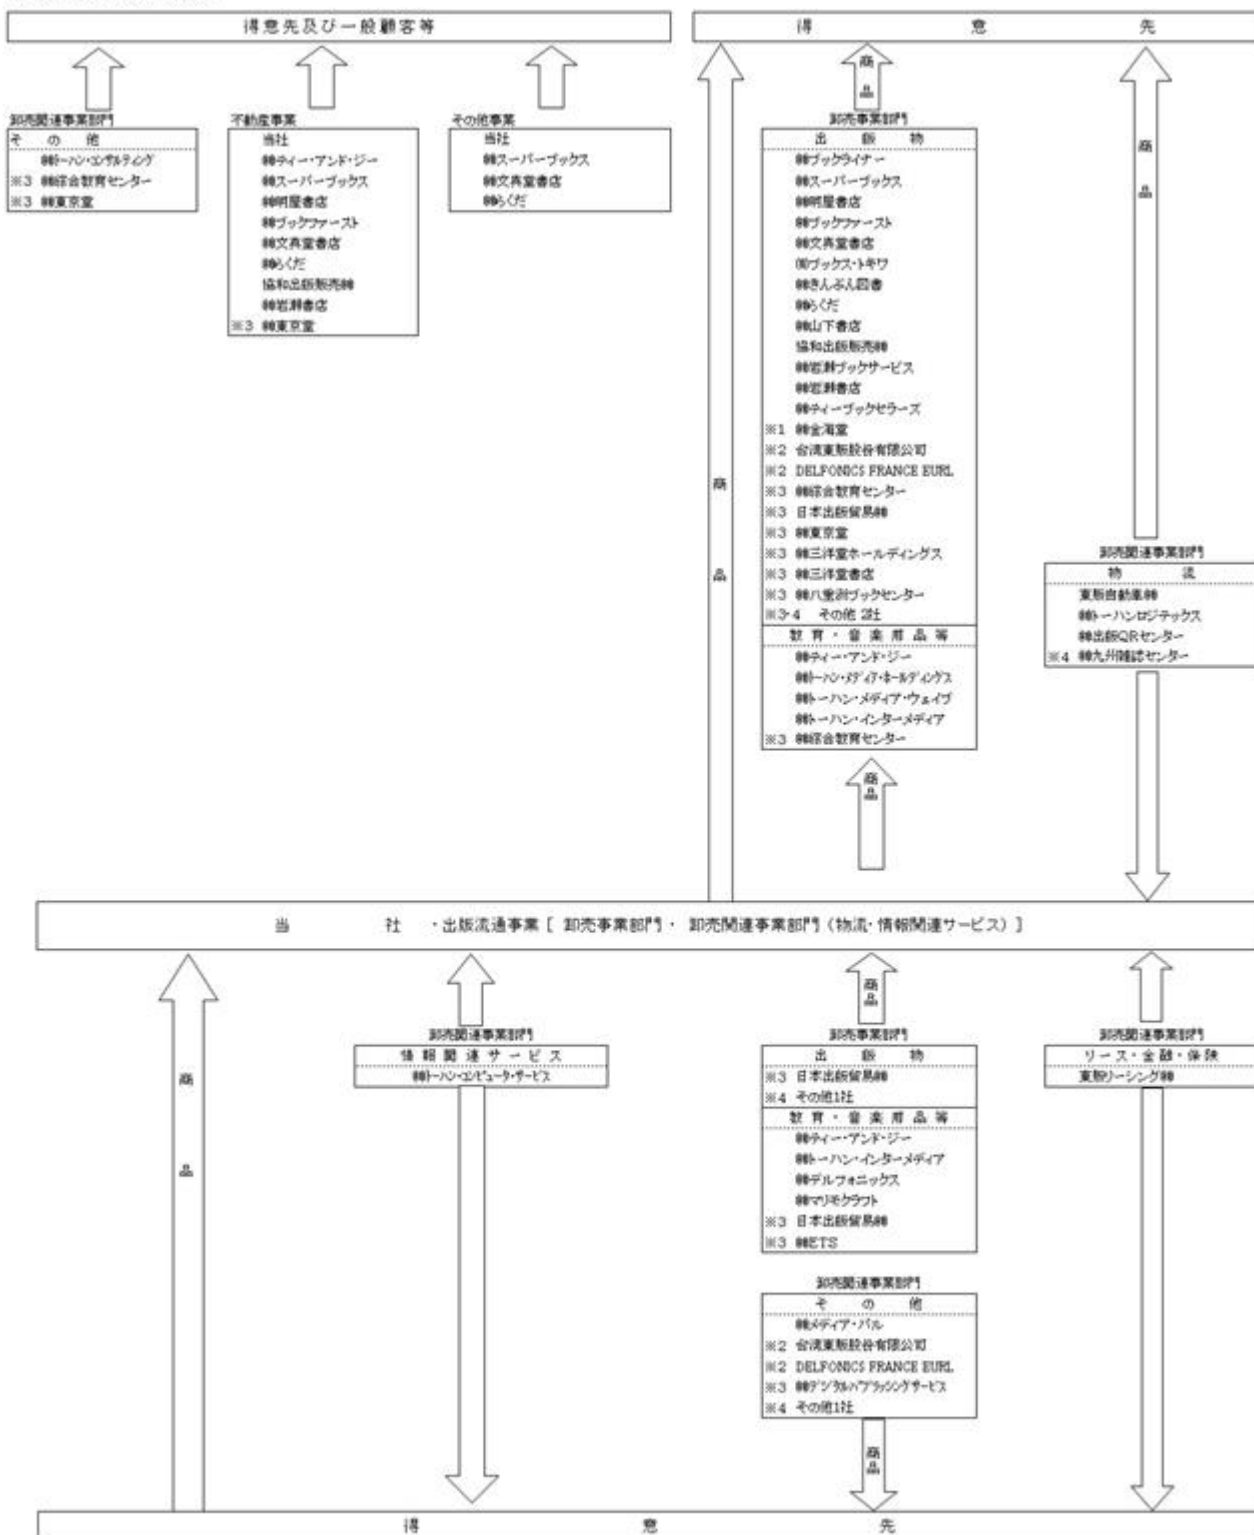 得意先及び一般顧客等
得意先
商品
卸売関連事業部門
その他
㈱トーハン・コンサルティング
※3 ㈱綜合教育センター
※3 ㈱東京堂
不動産事業
当社
㈱ティー・アンド・ジー
㈱スーパーブックス
㈱明屋書店
㈱ブックファースト
㈱文真堂書店
㈱らくだ
協和出版販売㈱
㈱岩瀬書店
※3 ㈱東京堂
その他事業
当社
㈱スーパーブックス
㈱文真堂書店
㈱らくだ
商品
卸売事業部門
出版物
㈱ブックライナー
㈱スーパーブックス
㈱明屋書店
㈱ブックファースト
㈱文真堂書店
㈲ブックス・トキワ
㈱きんぶん図書
㈱らくだ
㈱山下書店
協和出版販売㈱
㈱岩瀬ブックサービス
㈱岩瀬書店
㈱ティーブックセラーズ
※1 ㈱金海堂
※2 台湾東販股份有限公司
※2 DELFONICS FRANCE EURL
※3 ㈱綜合教育センター
※3 日本出版貿易㈱
※3 ㈱東京堂
※3 ㈱三洋堂ホールディングス
※3 ㈱三洋堂書店
※3 ㈱八重洲ブックセンター
※3・4 その他 2社
教育・音楽用品等
㈱ティー・アンド・ジー
㈱トーハン・メディア・ホールディングス
㈱トーハン・メディア・ウェイブ
㈱トーハン・インターメディア
※3 ㈱綜合教育センター
商品
商品
卸売関連事業部門
物流
東販自動車㈱
㈱トーハンロジテックス
㈱出版QRセンター
※4 ㈱九州雑誌センター
当社 ・出版流通事業［ 卸売事業部門・ 卸売関連事業部門（物流・情報関連サービス）］
商品
卸売関連事業部門
情報関連サービス
㈱トーハン・コンピュータ・サービス
商品
卸売事業部門
出版物
※3 日本出版貿易㈱
※4 その他1社
教育・音楽用品等
㈱ティー・アンド・ジー
㈱トーハン・インターメディア
㈱デルフォニックス
㈱マリモクラフト
※3 日本出版貿易㈱
※3 ㈱ETS
卸売関連事業部門
その他
㈱メディア・パル
※2 台湾東販股份有限公司
※2 DELFONICS FRANCE EURL
※3 ㈱デジタルパブリッシングサービス
※4 その他1社
商品
卸売関連事業部門
リース・金融・保険
東販リーシング㈱
得意先